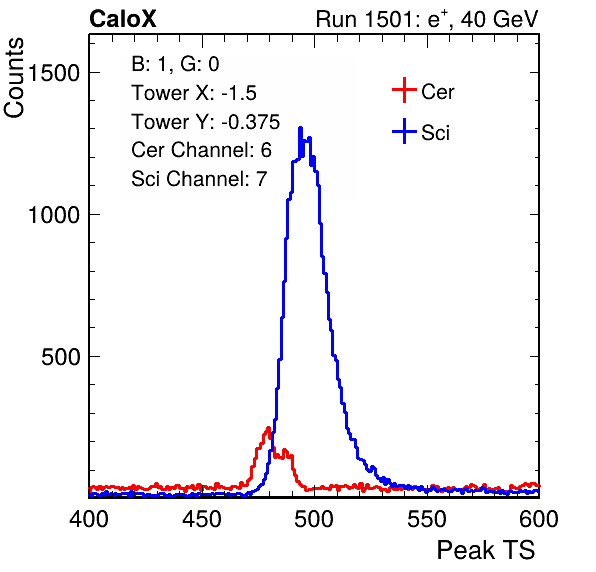 CaloX Run 1501: e⁺, 40 GeV
Counts
1500
1000
500
B: 1, G: 0
Tower X: -1.5
Tower Y: -0.375
Cer Channel: 6
Sci Channel: 7
Cer
Sci
400 450 500 550 600
Peak TS